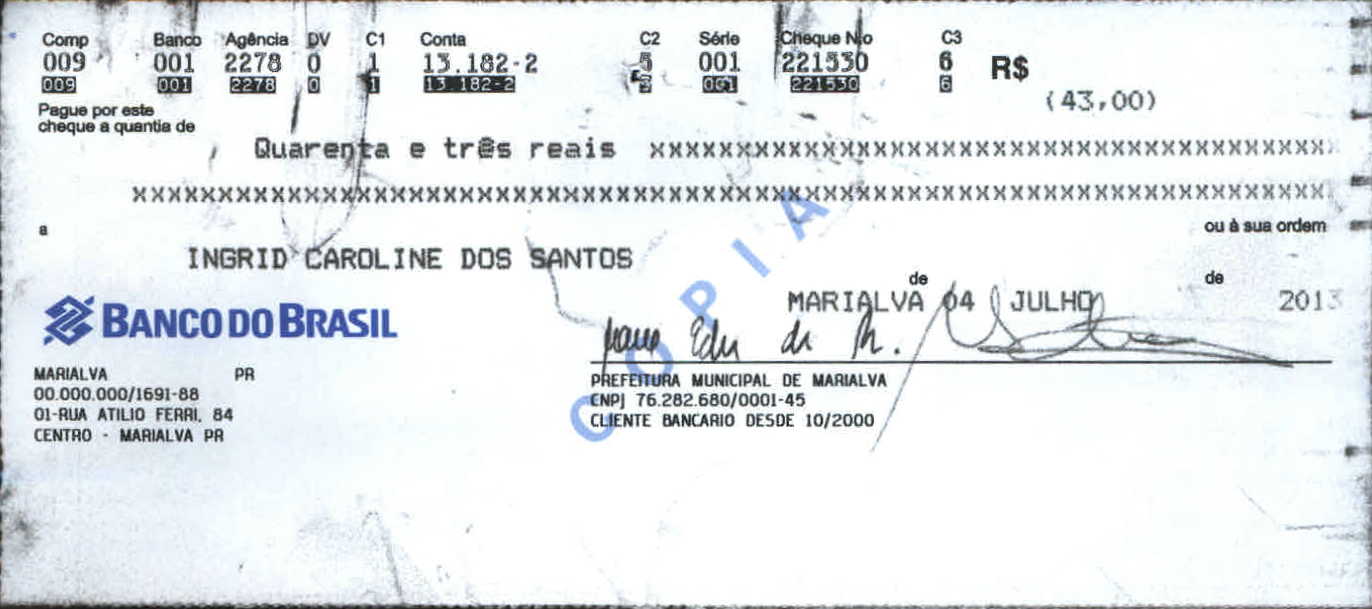 Comp Banco Agência DV C1 Conta C2 Série Cheque No C3
009 001 2278 0 1 13.182-2 5 001 221530 6 R$
009 001 2278 0 1 13.182-2 5 001 221530 6
(43,00)
Pague por este
cheque a quantia de
Quarenta e três reais xxxxxxxxxxxxxxxxxxxxxxxxxxxxxxxxxxxxxx
xxxxxxxxxxxxxxxxxxxxxxxxxxxxxxxxxxxxxxxxxxxxxxxxxxxxxxxxxxxxxxxxxxx
a ou à sua ordem
INGRID CAROLINE DOS SANTOS
de de
MARIALVA 04 JULHO 2013
BANCO DO BRASIL
MARIALVA PR
00.000.000/1691-88
01-RUA ATILIO FERRI, 84
CENTRO - MARIALVA PR
PREFEITURA MUNICIPAL DE MARIALVA
CNPJ 76.282.680/0001-45
CLIENTE BANCARIO DESDE 10/2000
COPIA